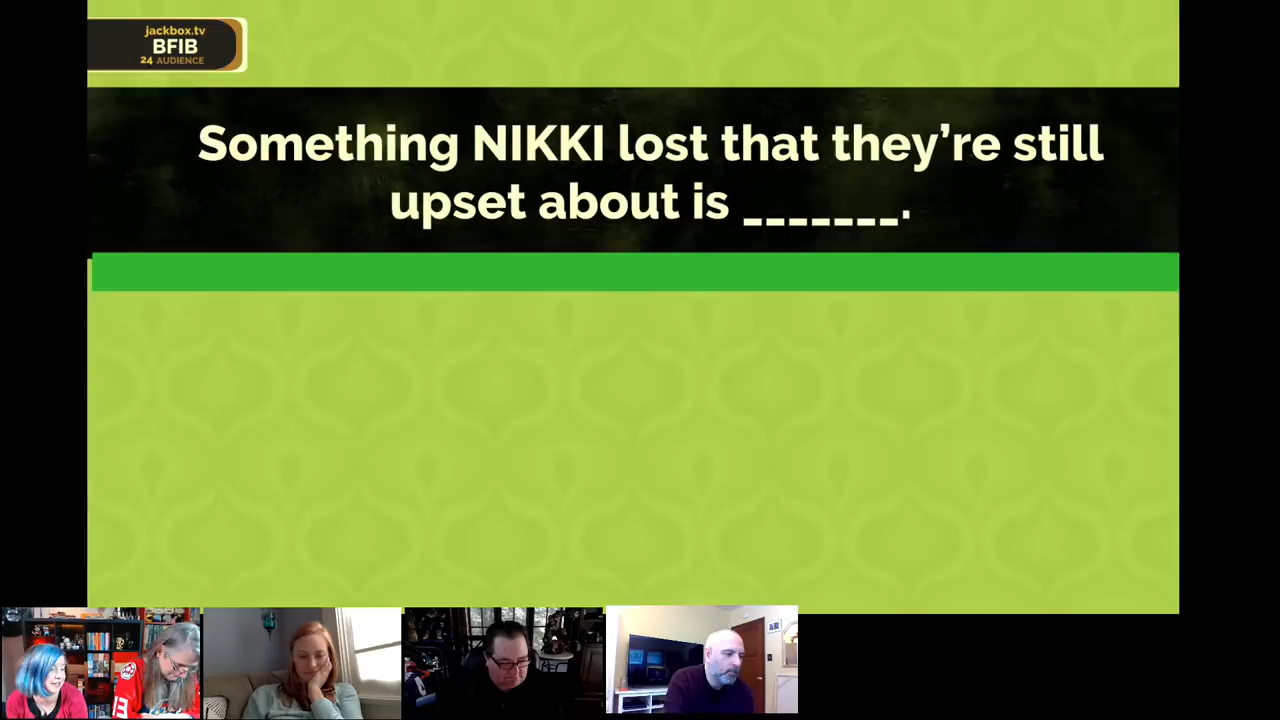 jackbox.tv
BFIB
24 AUDIENCE
Something NIKKI lost that they’re still
upset about is _______.